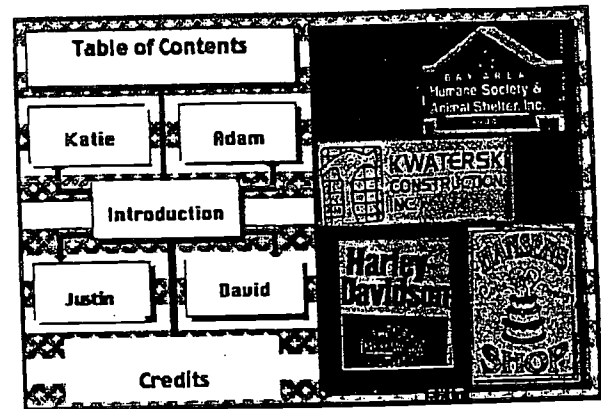 Table of Contents
Katie
Adam
Introduction
Justin
David
Credits
BAY AREA
Humane Society &
Animal Shelter, Inc.
KWATERSKI
CONSTRUCTION
INC
Harley
Davidson
SHOP